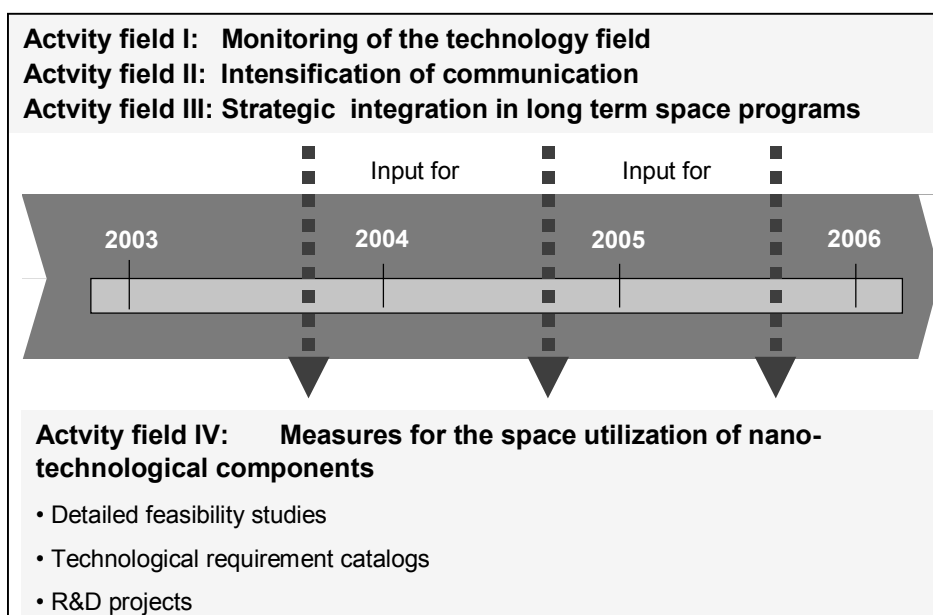 Actvity field I: Monitoring of the technology field
Actvity field II: Intensification of communication
Actvity field III: Strategic integration in long term space programs
Input for Input for
2003 2004 2005 2006
Actvity field IV: Measures for the space utilization of nano-
technological components
• Detailed feasibility studies
• Technological requirement catalogs
• R&D projects